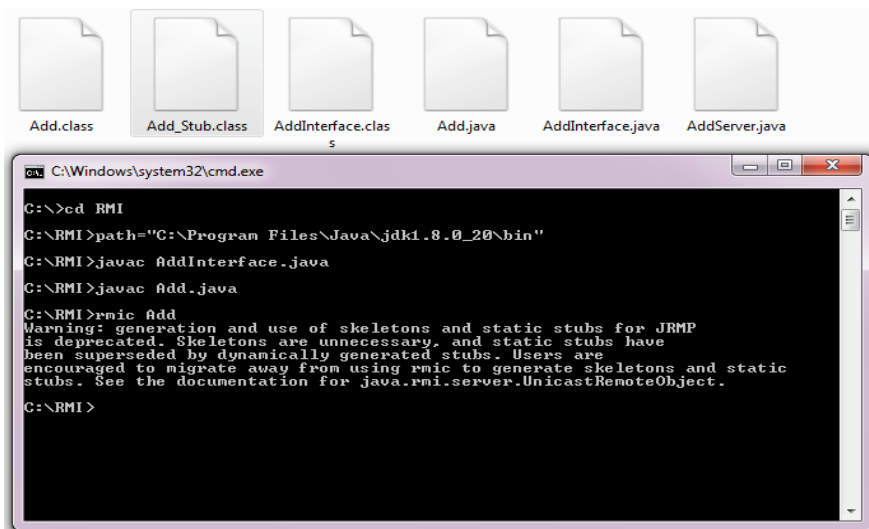 Add.class
Add_Stub.class
AddInterface.clas
s
Add.java
AddInterface.java
AddServer.java
C:\Windows\system32\cmd.exe
C:\>cd RMI
C:\RMI>path="C:\Program Files\Java\jdk1.8.0_20\bin"
C:\RMI>javac AddInterface.java
C:\RMI>javac Add.java
C:\RMI>rmic Add
Warning: generation and use of skeletons and static stubs for JRMP
is deprecated. Skeletons are unnecessary, and static stubs have
been superseded by dynamically generated stubs. Users are
encouraged to migrate away from using rmic to generate skeletons and static
stubs. See the documentation for java.rmi.server.UnicastRemoteObject.
C:\RMI>